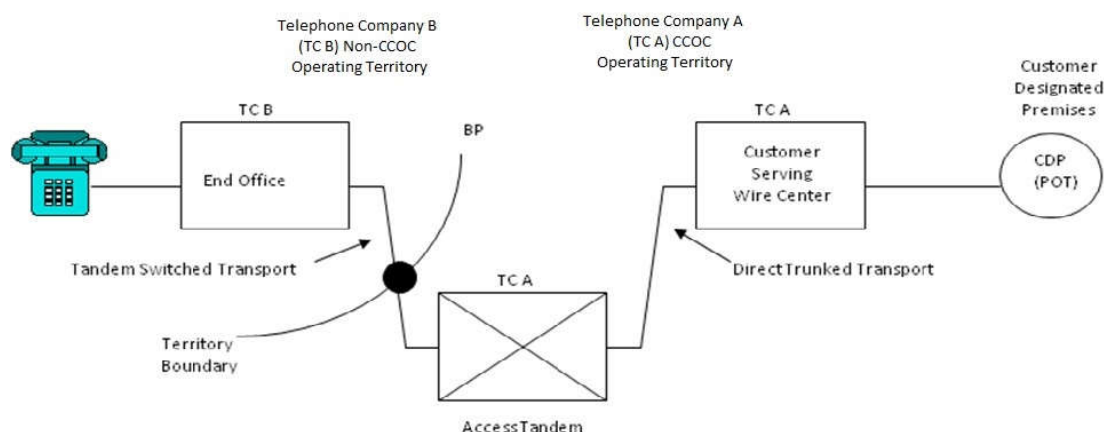 Telephone Company B
(TC B) Non-CCOC
Operating Territory
Telephone Company A
(TC A) CCOC
Operating Territory
Customer
Designated
Premises
TC B
BP
TC A
End Office
Customer
Serving
Wire Center
CDP
(POT)
Tandem Switched Transport
TC A
Direct Trunked Transport
Territory
Boundary
AccessTandem